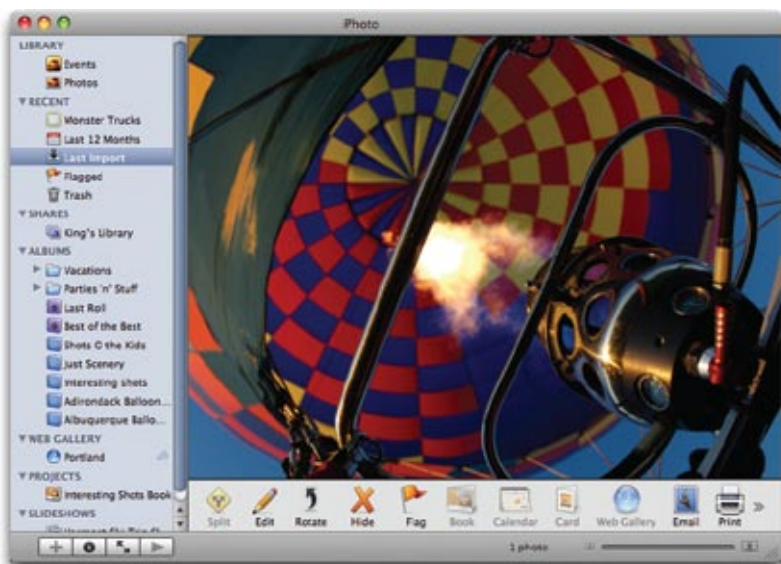 iPhoto
LIBRARY
Events
Photos
RECENT
Monster Trucks
Last 12 Months
Last Import
Flagged
Trash
SHARES
King's Library
ALBUMS
Vacations
Parties 'n' Stuff
Last Roll
Best of the Best
Shots O the Kids
Just Scenery
Interesting shots
Adirondack Balloon...
Albuquerque Ballo...
WEB GALLERY
Portland
PROJECTS
Interesting Shots Book
SLIDESHOWS
Split Edit Rotate Hide Flag Book Calendar Card Web Gallery Email Print
1 photo